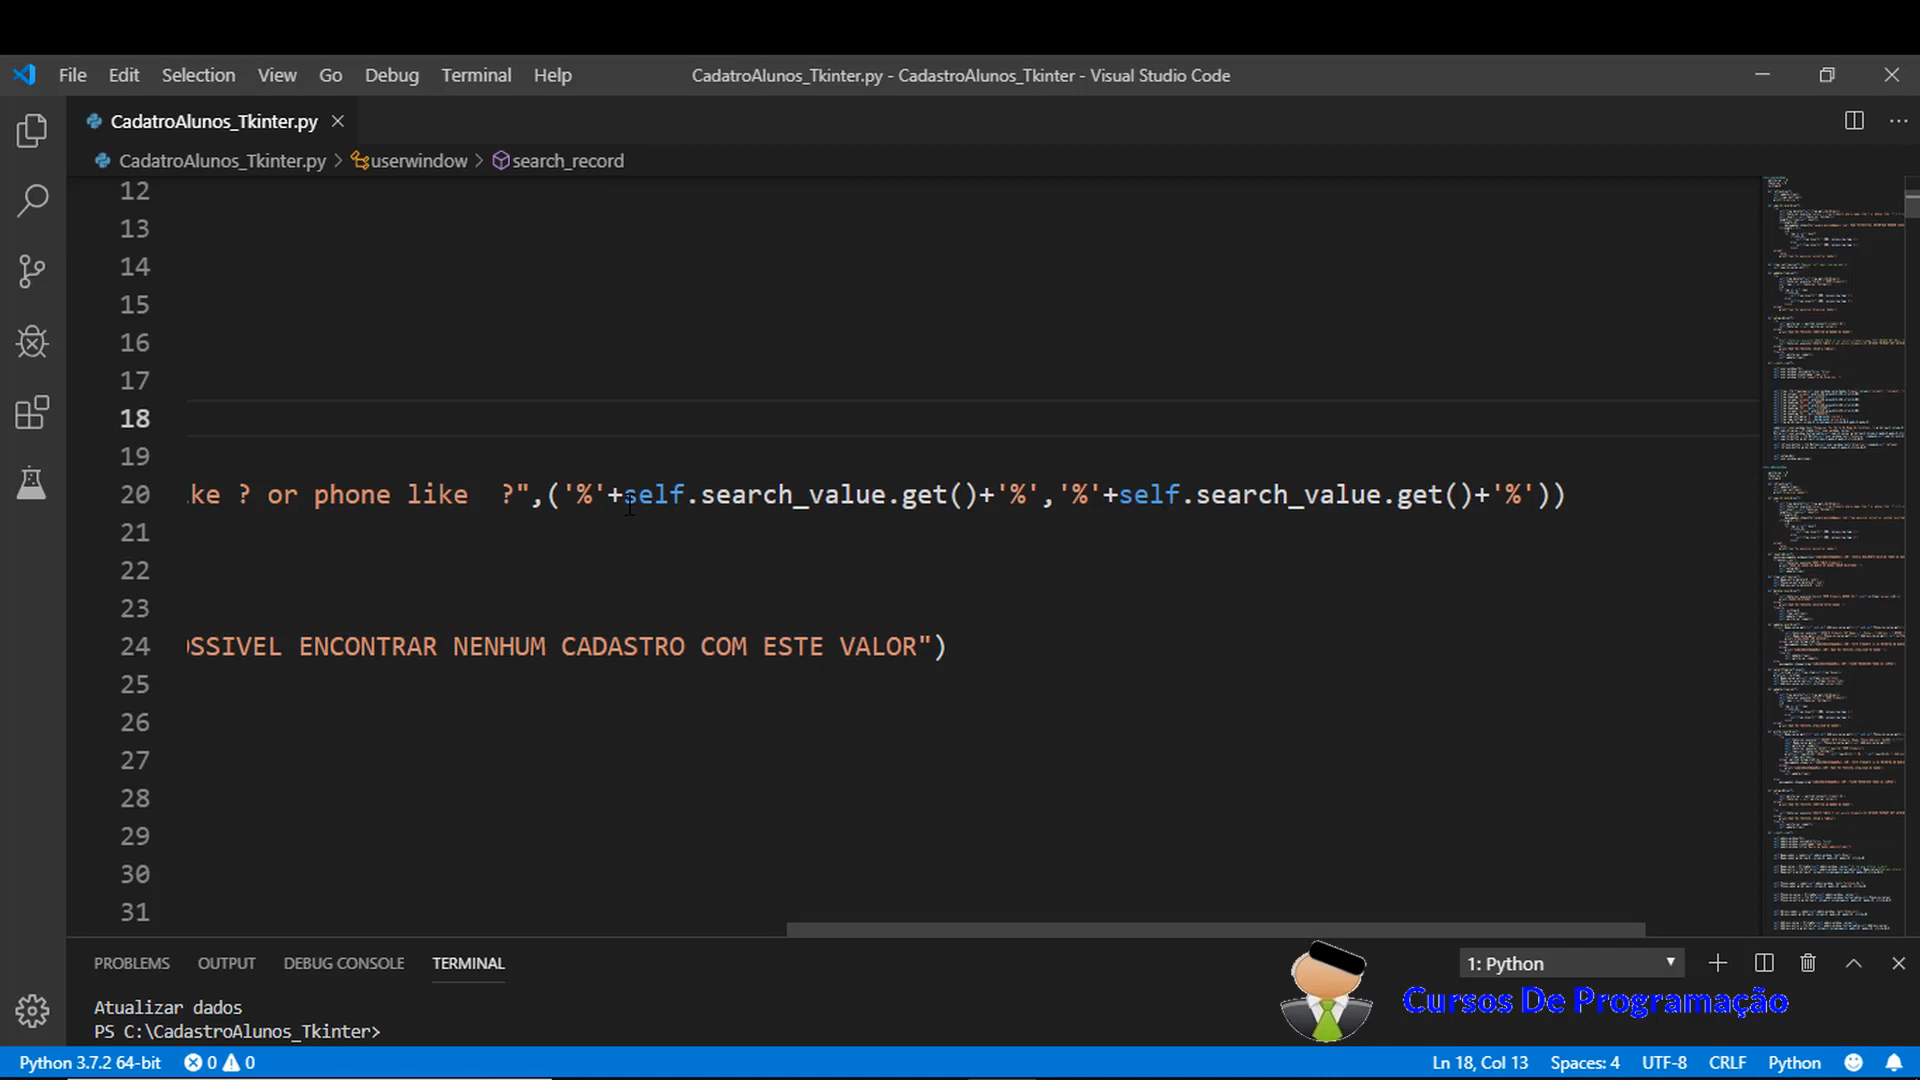 File Edit Selection View Go Debug Terminal Help
CadatroAlunos_Tkinter.py - CadastroAlunos_Tkinter - Visual Studio Code
CadatroAlunos_Tkinter.py
CadatroAlunos_Tkinter.py > userwindow > search_record
12
13
14
15
16
17
18
19
20 ke ? or phone like  ?",('%'+self.search_value.get()+'%','%'+self.search_value.get()+'%'))
21
22
23
24 OSSIVEL ENCONTRAR NENHUM CADASTRO COM ESTE VALOR")
25
26
27
28
29
30
31
PROBLEMS OUTPUT DEBUG CONSOLE TERMINAL
1: Python
Atualizar dados
PS C:\CadastroAlunos_Tkinter>
Cursos De Programação
Python 3.7.2 64-bit 0 0 Ln 18, Col 13 Spaces: 4 UTF-8 CRLF Python